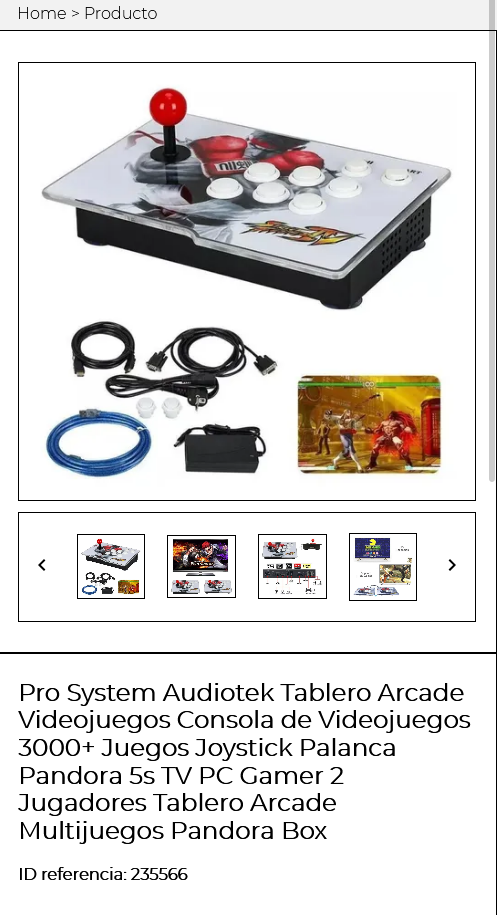 Home > Producto
Pro System Audiotek Tablero Arcade
Videojuegos Consola de Videojuegos
3000+ Juegos Joystick Palanca
Pandora 5s TV PC Gamer 2
Jugadores Tablero Arcade
Multijuegos Pandora Box
ID referencia: 235566